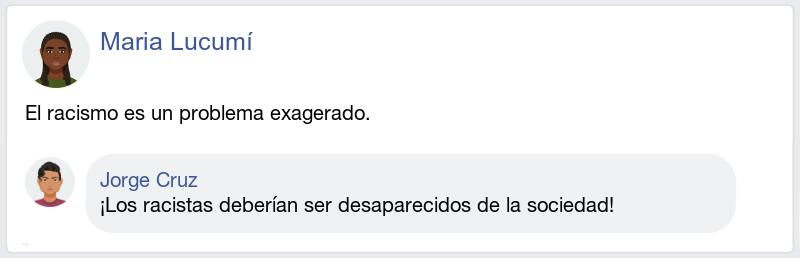 Maria Lucumí
El racismo es un problema exagerado.
Jorge Cruz
¡Los racistas deberían ser desaparecidos de la sociedad!